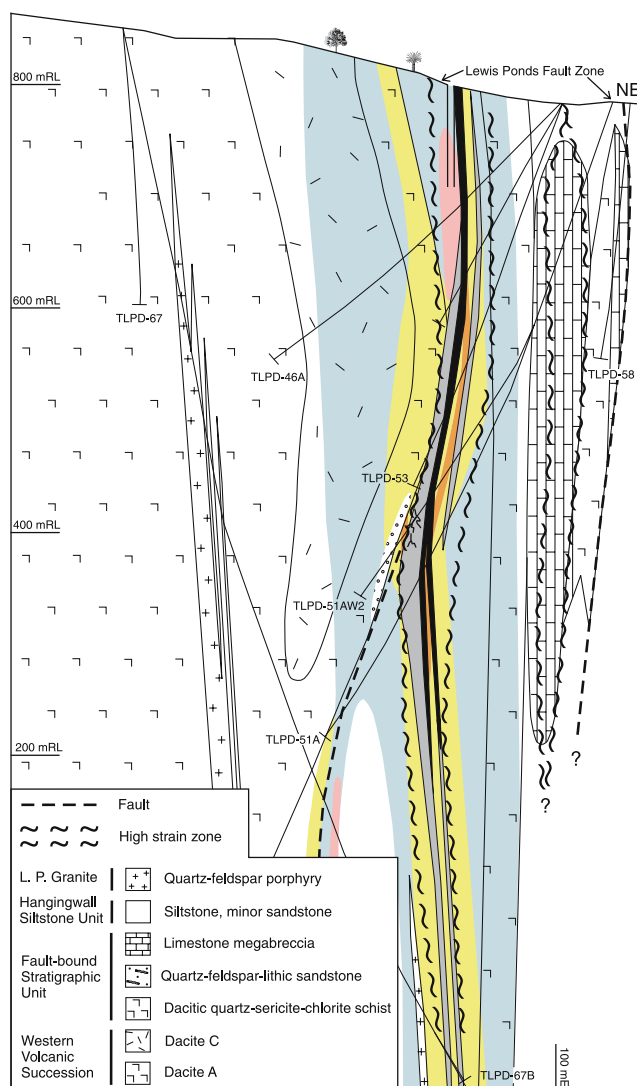 Lewis Ponds Fault Zone
NE
800 mRL
600 mRL
TLPD-67
TLPD-46A
TLPD-58
TLPD-53
400 mRL
TLPD-51AW2
TLPD-51A
200 mRL
?
?
Fault
High strain zone
L. P. Granite
Quartz-feldspar porphyry
Hangingwall
Siltstone Unit
Siltstone, minor sandstone
Limestone megabreccia
Fault-bound
Stratigraphic
Unit
Quartz-feldspar-lithic sandstone
Dacitic quartz-sericite-chlorite schist
Western
Volcanic
Succession
Dacite C
Dacite A
TLPD-67B